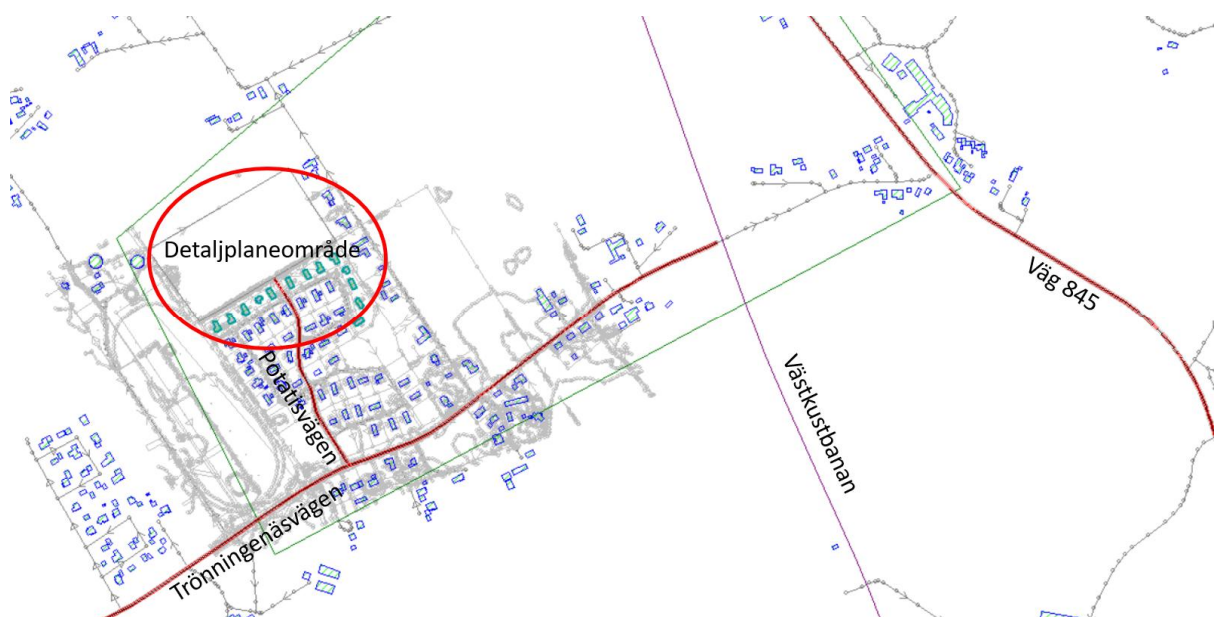 Detaljplaneområde
Väg 845
Potatisvägen
Västkustbanan
Trönningenäsvägen